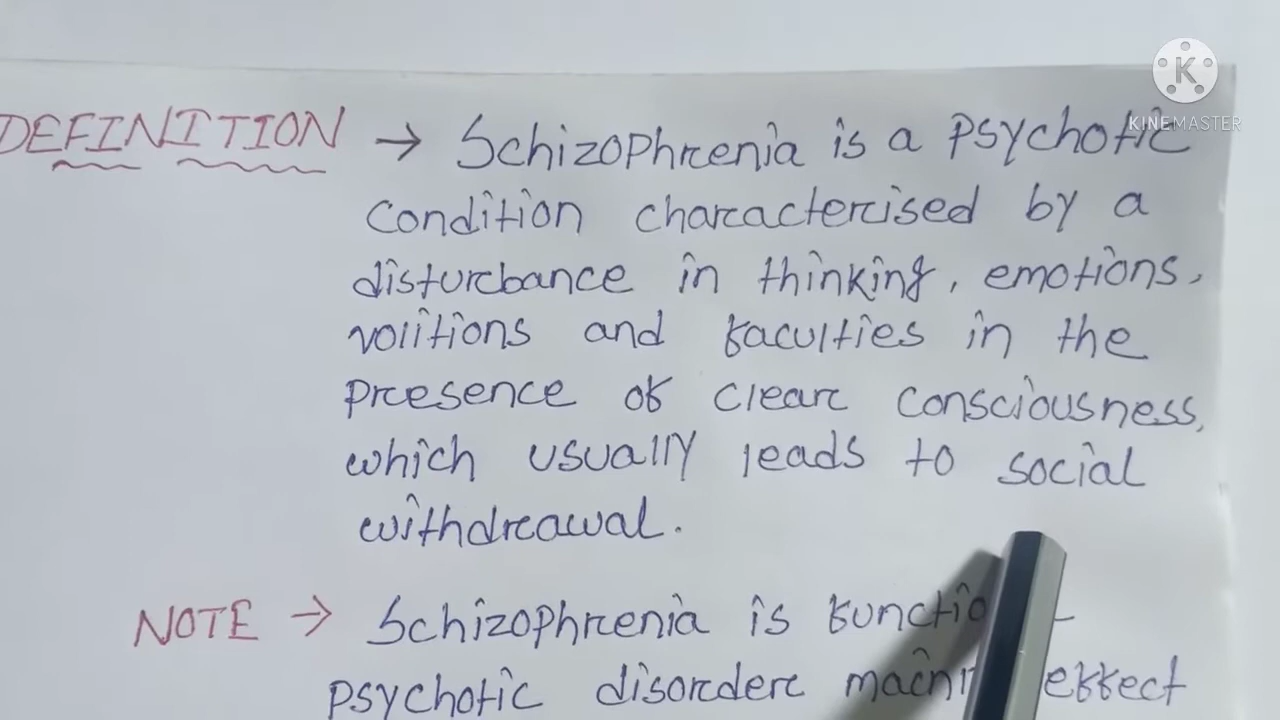 DEFINITION → Schizophrenia is a psychotic
Condition characterised by a
disturbance in thinking, emotions,
volitions and faculties in the
presence of clear consciousness,
which usually leads to social
withdrawal.
NOTE → Schizophrenia is
psychotic disorder effect
K
KINEMASTER